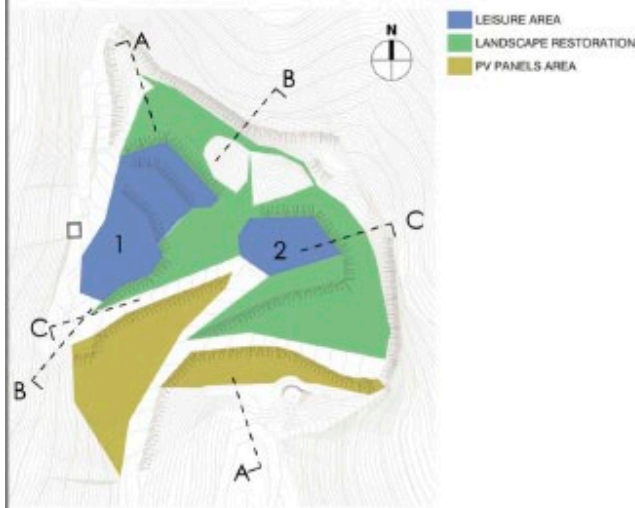 LEISURE AREA
LANDSCAPE RESTORATION
PV PANELS AREA
N
A
B
C
1
2
C
B
A